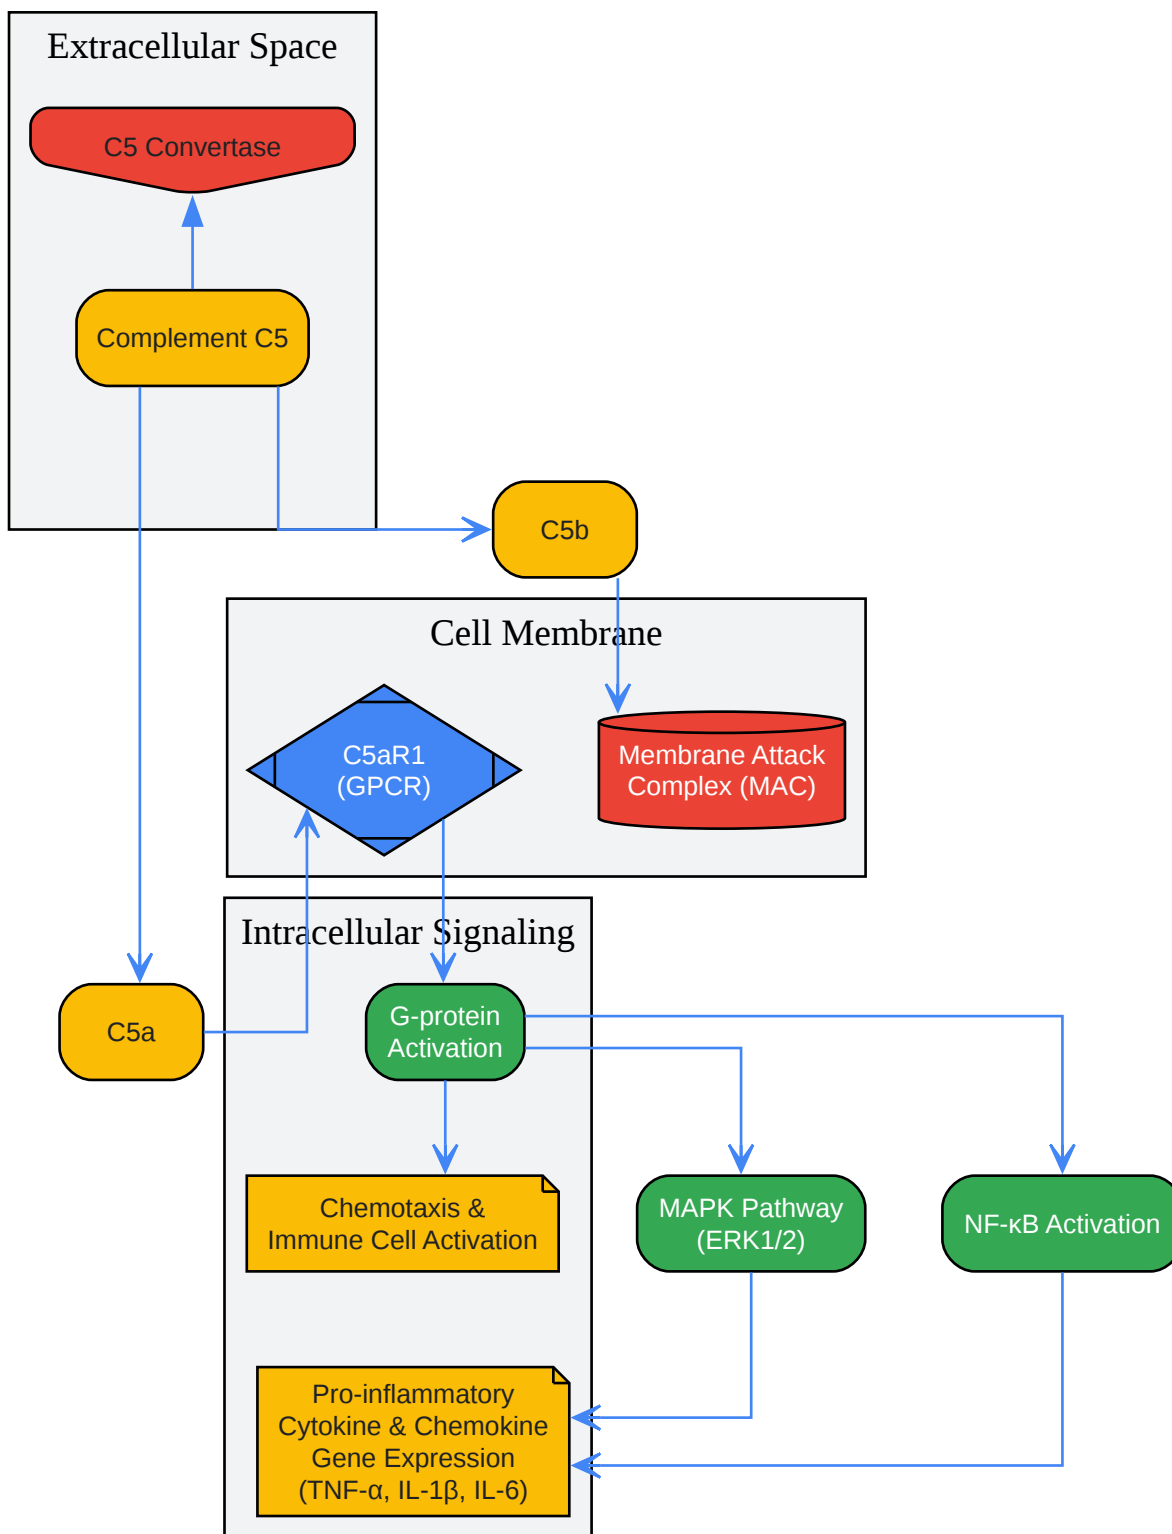 Extracellular Space
C5 Convertase
Complement C5
C5b
Cell Membrane
C5aR1
(GPCR)
Membrane Attack
Complex (MAC)
Intracellular Signaling
C5a
G-protein
Activation
Chemotaxis &
Immune Cell Activation
MAPK Pathway
(ERK1/2)
NF-κB Activation
Pro-inflammatory
Cytokine & Chemokine
Gene Expression
(TNF-α, IL-1β, IL-6)